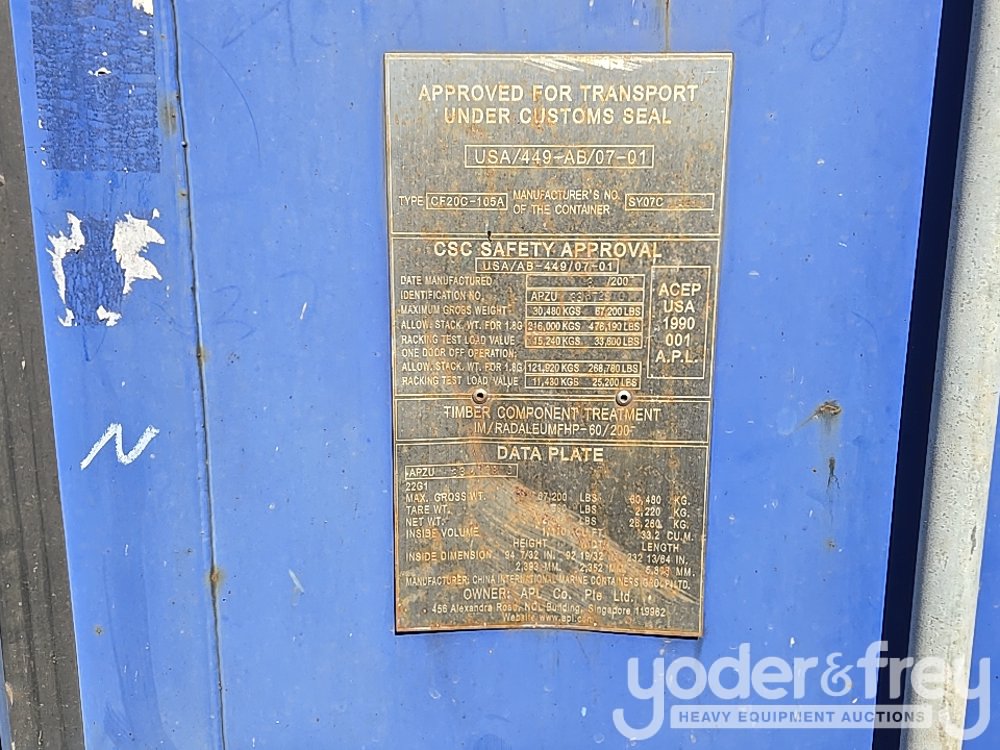 APPROVED FOR TRANSPORT
UNDER CUSTOMS SEAL
USA/449-AB/07-01
TYPE CF20C-105A MANUFACTURER'S NO. OF THE CONTAINER SY07C
CSC SAFETY APPROVAL
USA/AB-449/07-01
DATE MANUFACTURED /200
IDENTIFICATION NO. APZU
MAXIMUM GROSS WEIGHT 30,480 KGS 67,200 LBS
ALLOW. STACK. WT. FOR 1.8G 216,000 KGS 476,190 LBS
RACKING TEST LOAD VALUE 15,240 KGS 33,600 LBS
ONE DOOR OFF OPERATION:
ALLOW. STACK. WT. FOR 1.8G 121,920 KGS 268,780 LBS
RACKING TEST LOAD VALUE 11,430 KGS 25,200 LBS
ACEP
USA
1990
001
A.P.L.
TIMBER COMPONENT TREATMENT
IM/RADALEUMFHP-60/200
DATA PLATE
APZU
22G1
MAX. GROSS WT. 67,200 LBS KG.
TARE WT. LBS 2,220 KG.
NET WT. LBS 28,260 KG.
INSIDE VOLUME CU.FT. 33.2 CU.M.
HEIGHT WIDTH LENGTH
INSIDE DIMENSION 94 7/32 IN. 92 19/32 IN. 232 13/64 IN.
2,393 MM. 2,352 MM. MM.
MANUFACTURER: CHINA INTERNATIONAL MARINE CONTAINERS (GROUP) LTD.
OWNER: APL Co. Pte Ltd.
456 Alexandra Road, NOL Building, Singapore 119962
Website www.apl.com
N
yoder&frey
HEAVY EQUIPMENT AUCTIONS